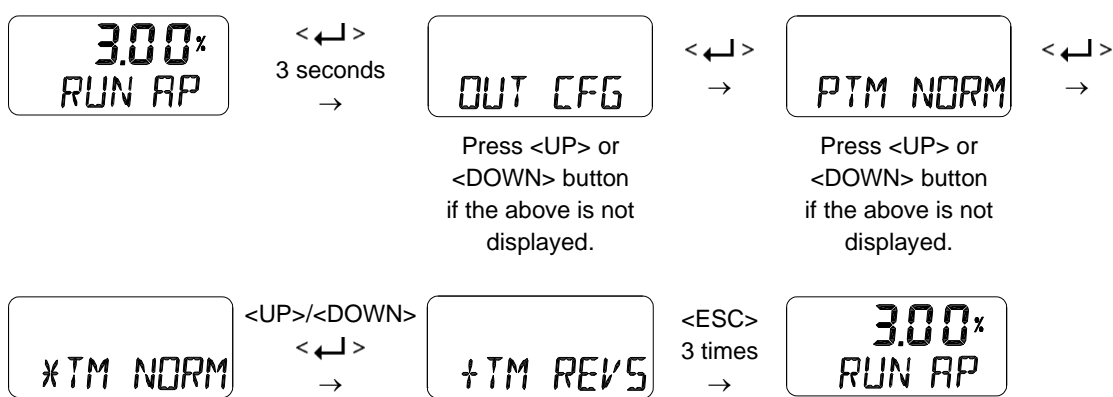 3.00%
RUN AP
< ↵ >
3 seconds
→
OUT CFG
Press <UP> or
<DOWN> button
if the above is not
displayed.
< ↵ >
→
PTM NORM
Press <UP> or
<DOWN> button
if the above is not
displayed.
< ↵ >
→
*TM NORM
<UP>/<DOWN>
< ↵ >
→
+TM REVS
<ESC>
3 times
→
3.00%
RUN AP